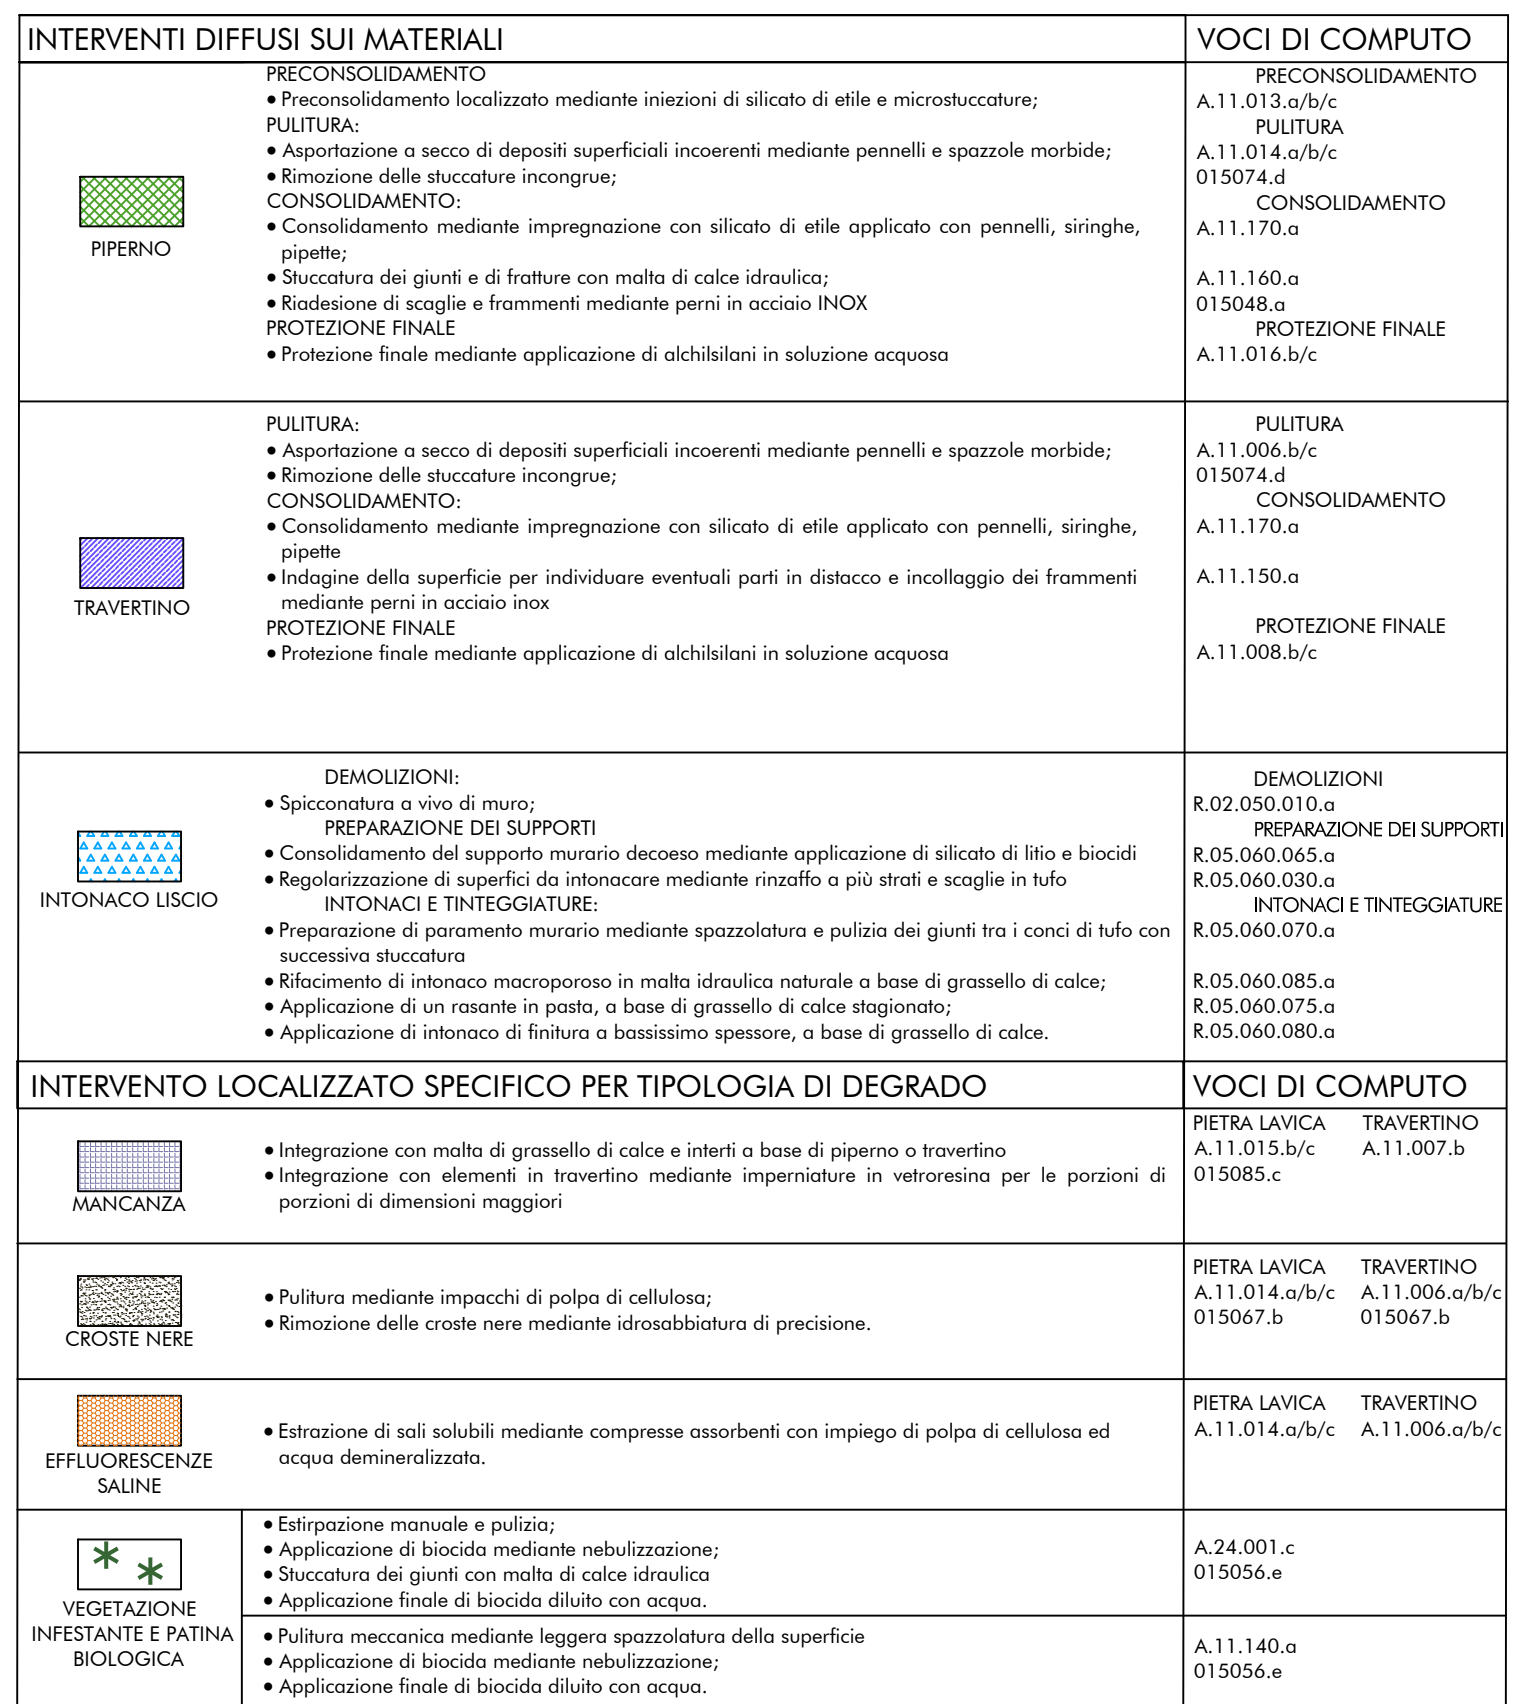 INTERVENTI DIFFUSI SUI MATERIALI
VOCI DI COMPUTO
PIPERNO
PRECONSOLIDAMENTO
• Preconsolidamento localizzato mediante iniezioni di silicato di etile e microstuccature;
PULITURA:
• Asportazione a secco di depositi superficiali incoerenti mediante pennelli e spazzole morbide;
• Rimozione delle stuccature incongrue;
CONSOLIDAMENTO:
• Consolidamento mediante impregnazione con silicato di etile applicato con pennelli, siringhe,
pipette;
• Stuccatura dei giunti e di fratture con malta di calce idraulica;
• Riadesione di scaglie e frammenti mediante perni in acciaio INOX
PROTEZIONE FINALE
• Protezione finale mediante applicazione di alchilsilani in soluzione acquosa
PRECONSOLIDAMENTO
A.11.013.a/b/c
PULITURA
A.11.014.a/b/c
015074.d
CONSOLIDAMENTO
A.11.170.a
A.11.160.a
015048.a
PROTEZIONE FINALE
A.11.016.b/c
TRAVERTINO
PULITURA:
• Asportazione a secco di depositi superficiali incoerenti mediante pennelli e spazzole morbide;
• Rimozione delle stuccature incongrue;
CONSOLIDAMENTO:
• Consolidamento mediante impregnazione con silicato di etile applicato con pennelli, siringhe,
pipette
• Indagine della superficie per individuare eventuali parti in distacco e incollaggio dei frammenti
mediante perni in acciaio inox
PROTEZIONE FINALE
• Protezione finale mediante applicazione di alchilsilani in soluzione acquosa
PULITURA
A.11.006.b/c
015074.d
CONSOLIDAMENTO
A.11.170.a
A.11.150.a
PROTEZIONE FINALE
A.11.008.b/c
INTONACO LISCIO
DEMOLIZIONI:
• Spicconatura a vivo di muro;
PREPARAZIONE DEI SUPPORTI
• Consolidamento del supporto murario decoeso mediante applicazione di silicato di litio e biocidi
• Regolarizzazione di superfici da intonacare mediante rinzaffo a più strati e scaglie in tufo
INTONACI E TINTEGGIATURE:
• Preparazione di paramento murario mediante spazzolatura e pulizia dei giunti tra i conci di tufo con
successiva stuccatura
• Rifacimento di intonaco macroporoso in malta idraulica naturale a base di grassello di calce;
• Applicazione di un rasante in pasta, a base di grassello di calce stagionato;
• Applicazione di intonaco di finitura a bassissimo spessore, a base di grassello di calce.
DEMOLIZIONI
R.02.050.010.a
PREPARAZIONE DEI SUPPORTI
R.05.060.065.a
R.05.060.030.a
INTONACI E TINTEGGIATURE
R.05.060.070.a
R.05.060.085.a
R.05.060.075.a
R.05.060.080.a
INTERVENTO LOCALIZZATO SPECIFICO PER TIPOLOGIA DI DEGRADO
VOCI DI COMPUTO
MANCANZA
• Integrazione con malta di grassello di calce e interti a base di piperno o travertino
• Integrazione con elementi in travertino mediante imperniature in vetroresina per le porzioni di
porzioni di dimensioni maggiori
PIETRA LAVICA TRAVERTINO
A.11.015.b/c A.11.007.b
015085.c
CROSTE NERE
• Pulitura mediante impacchi di polpa di cellulosa;
• Rimozione delle croste nere mediante idrosabbiatura di precisione.
PIETRA LAVICA TRAVERTINO
A.11.014.a/b/c A.11.006.a/b/c
015067.b 015067.b
EFFLUORESCENZE
SALINE
• Estrazione di sali solubili mediante compresse assorbenti con impiego di polpa di cellulosa ed
acqua demineralizzata.
PIETRA LAVICA TRAVERTINO
A.11.014.a/b/c A.11.006.a/b/c
VEGETAZIONE
INFESTANTE E PATINA
BIOLOGICA
• Estirpazione manuale e pulizia;
• Applicazione di biocida mediante nebulizzazione;
• Stuccatura dei giunti con malta di calce idraulica
• Applicazione finale di biocida diluito con acqua.
A.24.001.c
015056.e
• Pulitura meccanica mediante leggera spazzolatura della superficie
• Applicazione di biocida mediante nebulizzazione;
• Applicazione finale di biocida diluito con acqua.
A.11.140.a
015056.e